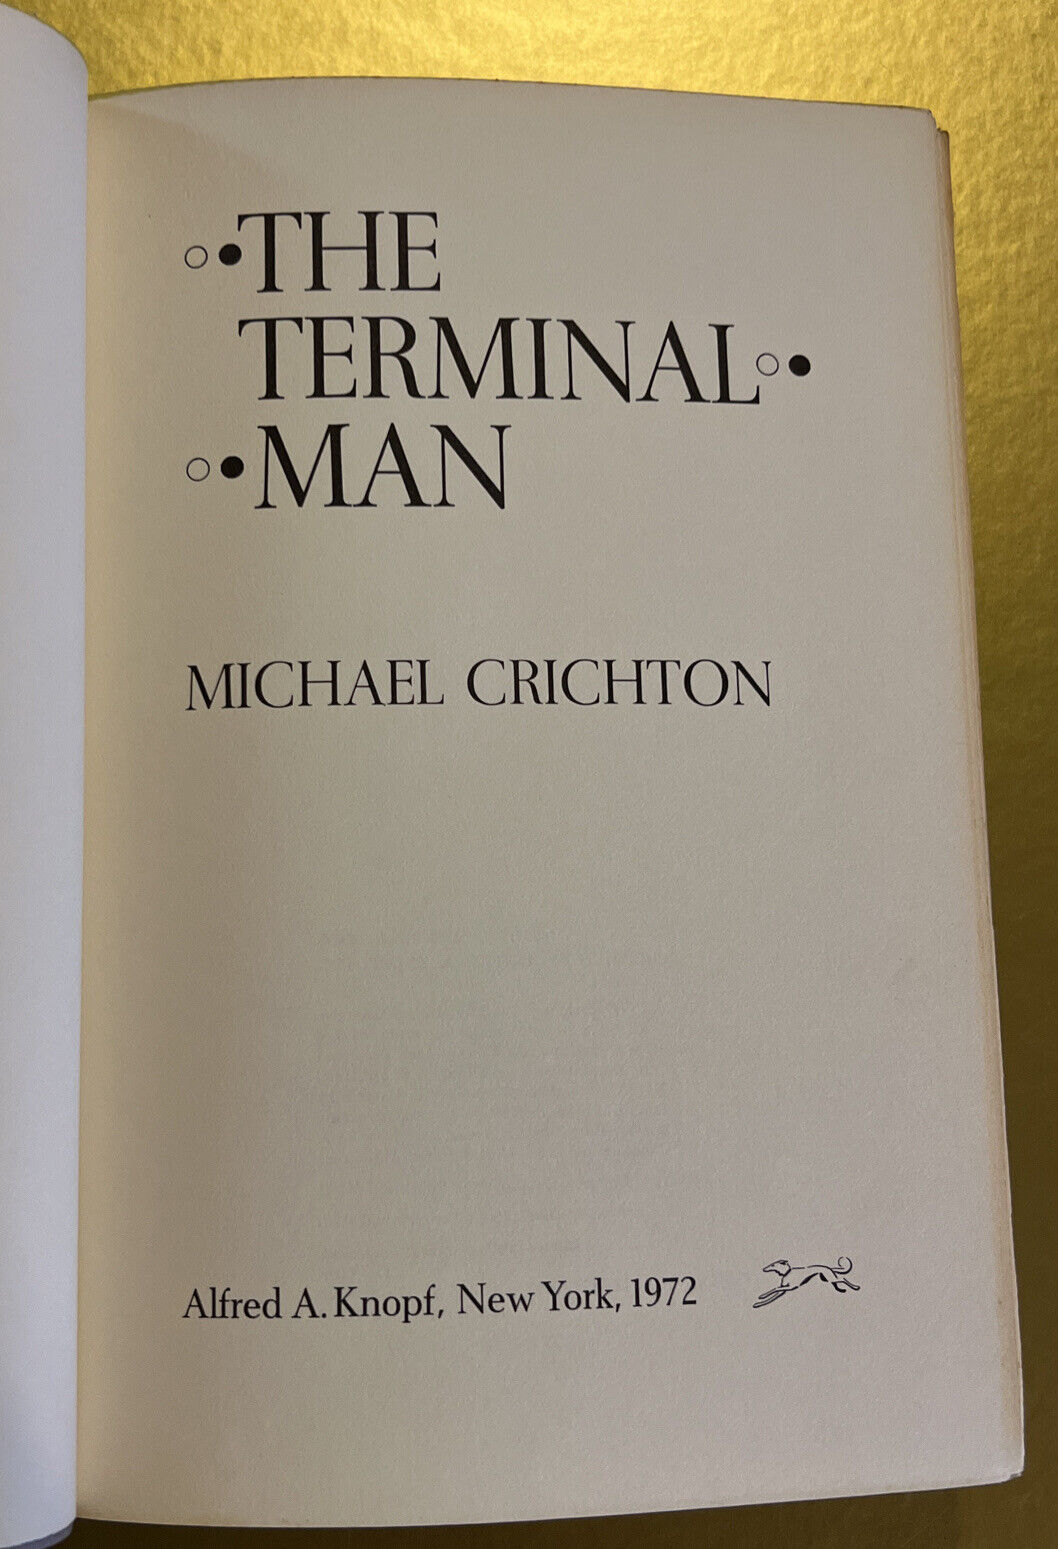 THE
TERMINAL
MAN
MICHAEL CRICHTON
Alfred A. Knopf, New York, 1972